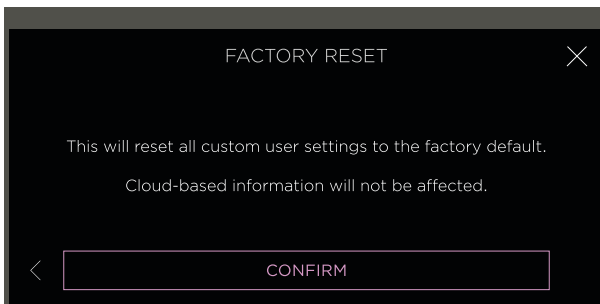 FACTORY RESET
This will reset all custom user settings to the factory default.
Cloud-based information will not be affected.
CONFIRM